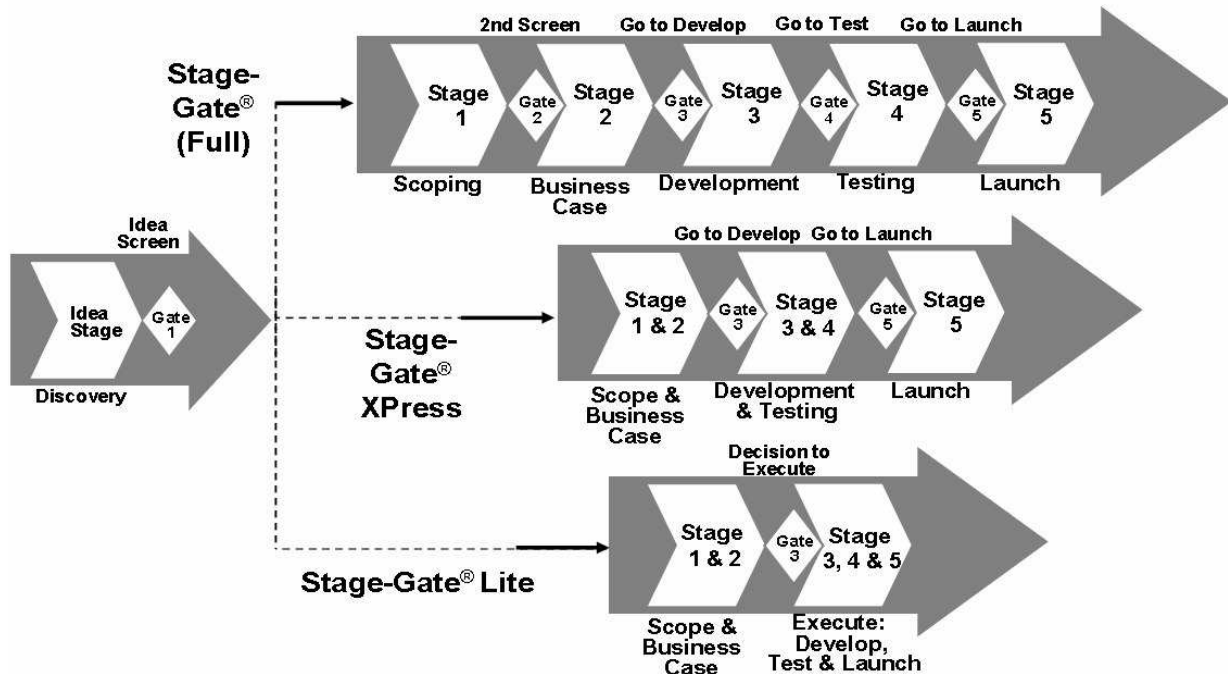 2nd Screen
Go to Develop
Go to Test
Go to Launch
Stage-
Gate®
(Full)
Stage
1
Gate
2
Stage
2
Gate
3
Stage
3
Gate
4
Stage
4
Gate
5
Stage
5
Scoping
Business
Case
Development
Testing
Launch
Idea
Screen
Idea
Stage
Gate
1
Discovery
Go to Develop
Go to Launch
Stage-
Gate®
XPress
Stage
1 & 2
Gate
3
Stage
3 & 4
Gate
5
Stage
5
Scope &
Business
Case
Development
& Testing
Launch
Decision to
Execute
Stage-Gate® Lite
Stage
1 & 2
Gate
3
Stage
3, 4 & 5
Scope &
Business
Case
Execute:
Develop,
Test & Launch